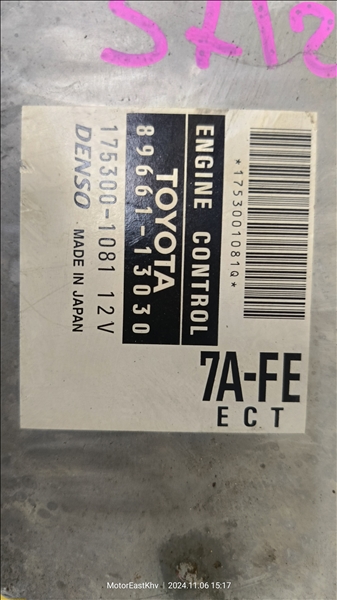 *1753001081Q*
ENGINE CONTROL
TOYOTA
89661-13030
175300-1081 12V
DENSO MADE IN JAPAN
7A-FE
ECT
MotorEastKhv | 2024.11.06 15:17